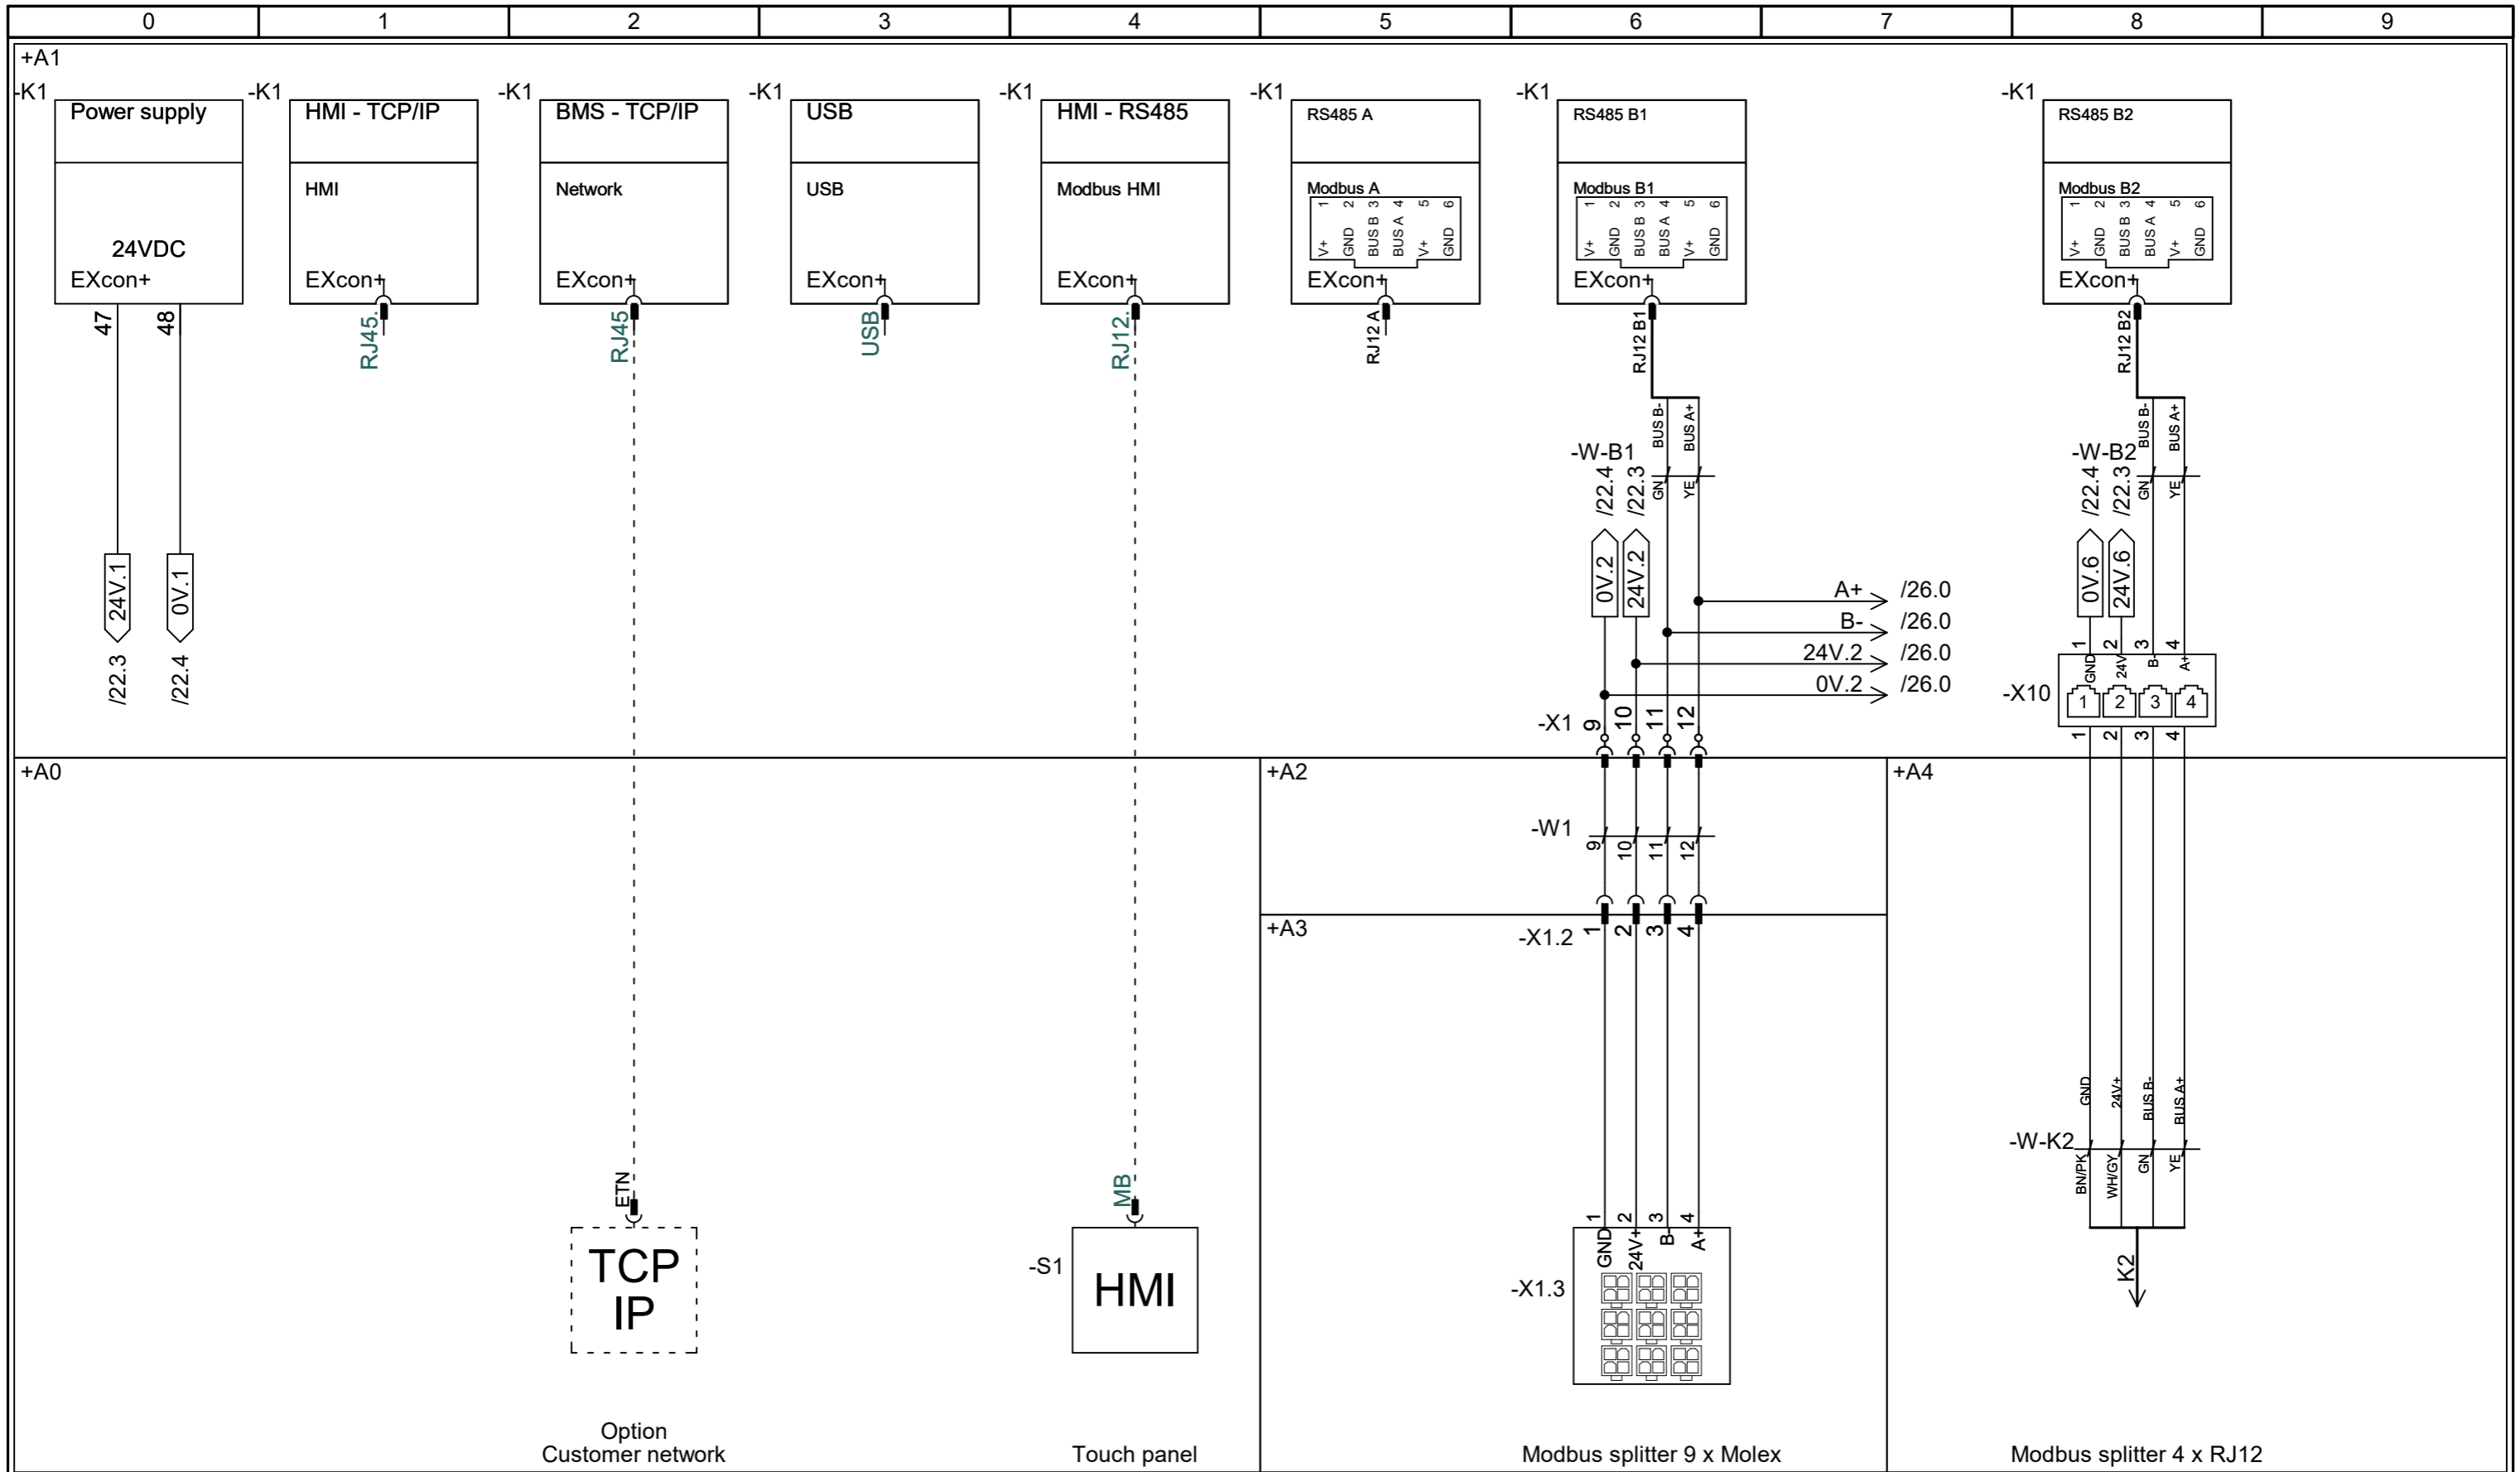 0 1 2 3 4 5 6 7 8 9
+A1
-K1 -K1 -K1 -K1 -K1 -K1 -K1 -K1
Power supply
24VDC
EXcon+
47 48
24V.1 0V.1
/22.3 /22.4
HMI - TCP/IP
HMI
EXcon+
RJ45.
BMS - TCP/IP
Network
EXcon+
RJ45
USB
USB
EXcon+
USB
HMI - RS485
Modbus HMI
EXcon+
RJ12.
RS485 A
Modbus A
1 2 3 4 5 6
V+ GND BUS B BUS A V+ GND
EXcon+
RJ12 A
RS485 B1
Modbus B1
1 2 3 4 5 6
V+ GND BUS B BUS A V+ GND
EXcon+
RJ12 B1
BUS B- BUS A+
-W-B1
/22.4 /22.3 GN YE
0V.2 24V.2
A+ /26.0
B- /26.0
24V.2 /26.0
0V.2 /26.0
-X1 9 10 11 12
RS485 B2
Modbus B2
1 2 3 4 5 6
V+ GND BUS B BUS A V+ GND
EXcon+
RJ12 B2
BUS B- BUS A+
-W-B2
/22.4 /22.3 GN YE
0V.6 24V.6
1 2 3 4
GND 24V B- A+
-X10 1 2 3 4
1 2 3 4
+A0
ETN
TCP
IP
Option
Customer network
MB
-S1 HMI
Touch panel
+A2
-W1
9 10 11 12
+A3
-X1.2 1 2 3 4
1 2 3 4
GND 24V+ B- A+
-X1.3
Modbus splitter 9 x Molex
+A4
GND 24V+ BUS B- BUS A+
-W-K2
BN/PK WH/GY GN YE
K2
Modbus splitter 4 x RJ12